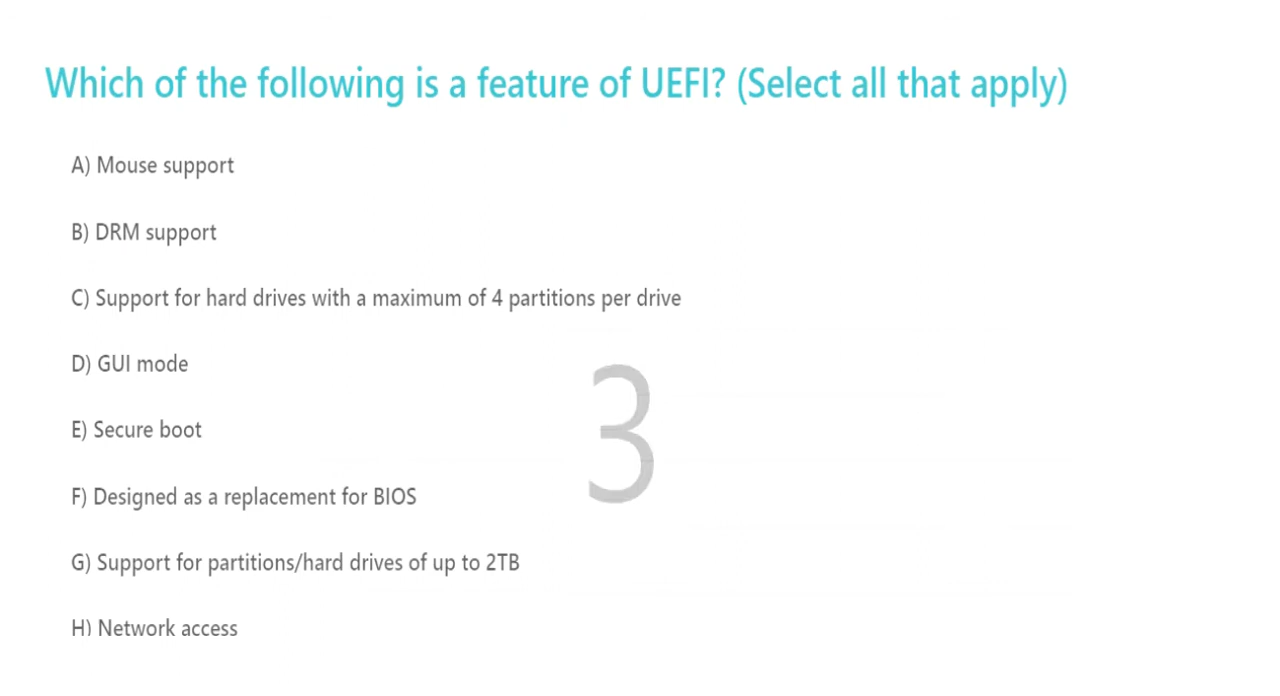 Which of the following is a feature of UEFI? (Select all that apply)
A) Mouse support
B) DRM support
C) Support for hard drives with a maximum of 4 partitions per drive
D) GUI mode
3
E) Secure boot
F) Designed as a replacement for BIOS
G) Support for partitions/hard drives of up to 2TB
H) Network access